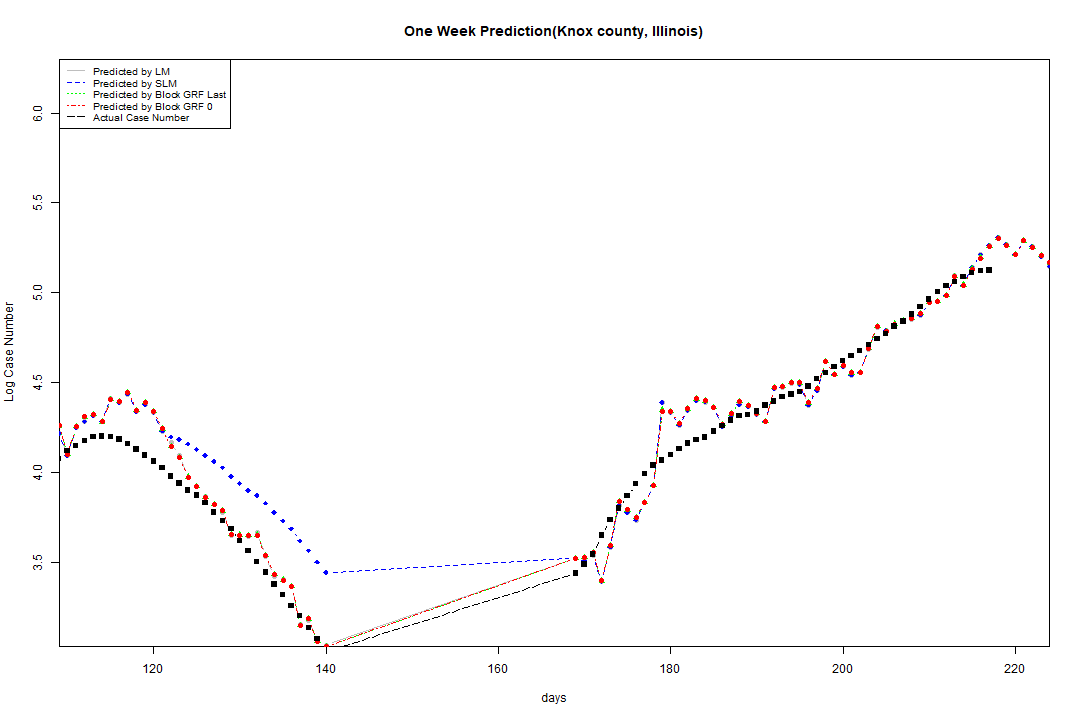 One Week Prediction(Knox county, Illinois)
Predicted by LM
Predicted by SLM
Predicted by Block GRF Last
Predicted by Block GRF 0
Actual Case Number
6.0
5.5
5.0
4.5
4.0
3.5
Log Case Number
120 140 160 180 200 220
days